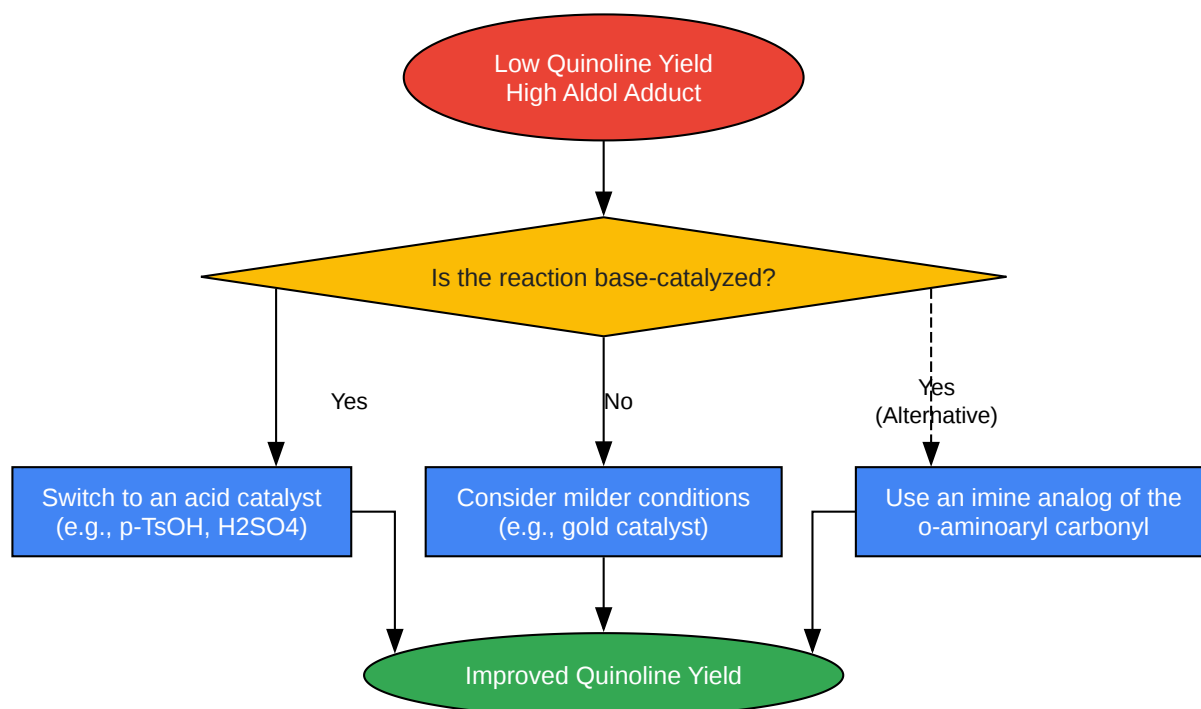 Low Quinoline Yield
High Aldol Adduct
Is the reaction base-catalyzed?
Yes
No
Yes
(Alternative)
Switch to an acid catalyst
(e.g., p-TsOH, H2SO4)
Consider milder conditions
(e.g., gold catalyst)
Use an imine analog of the
o-aminoaryl carbonyl
Improved Quinoline Yield